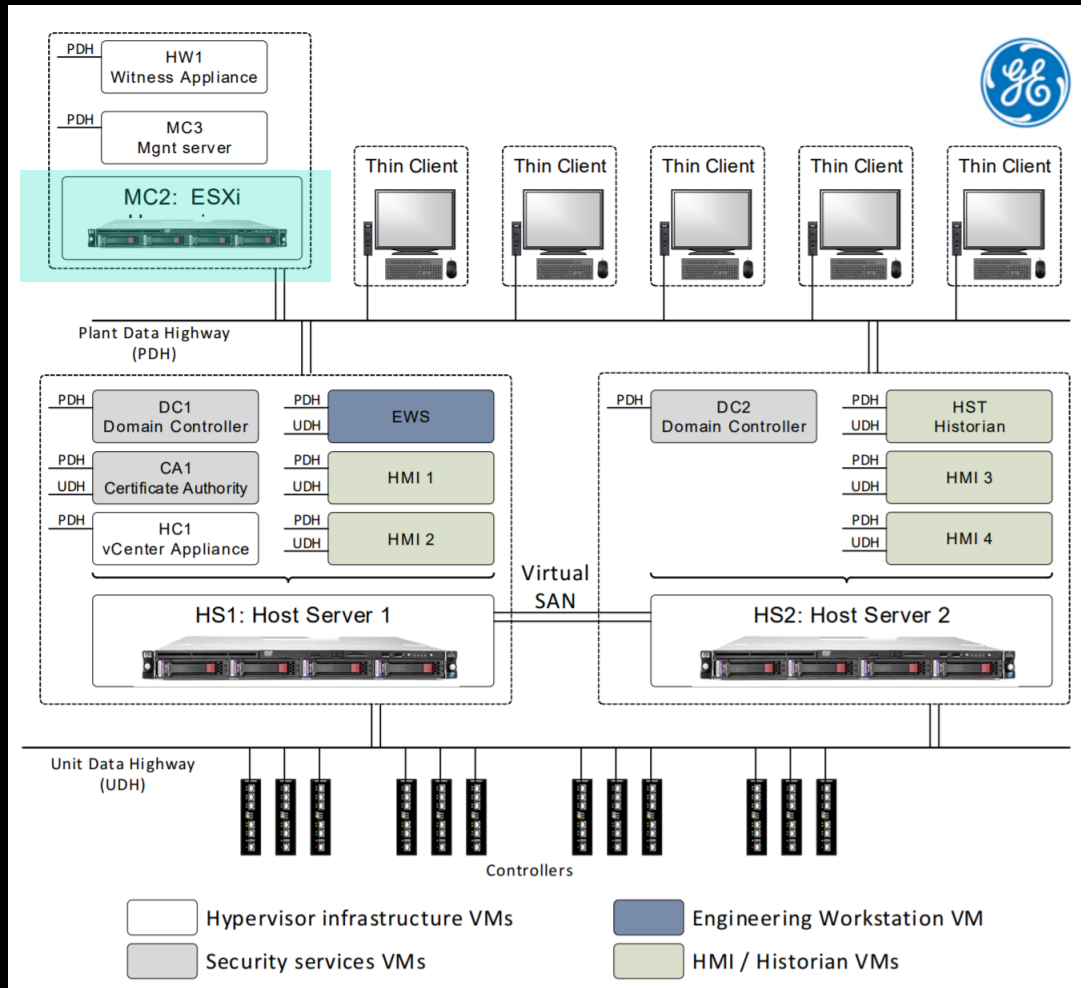 PDH
HW1
Witness Appliance
PDH
MC3
Mgnt server
MC2: ESXi
GE
Thin Client
Thin Client
Thin Client
Thin Client
Thin Client
Plant Data Highway
(PDH)
PDH
DC1
Domain Controller
PDH
UDH
EWS
PDH
UDH
CA1
Certificate Authority
PDH
UDH
HMI 1
PDH
HC1
vCenter Appliance
PDH
UDH
HMI 2
PDH
DC2
Domain Controller
PDH
UDH
HST
Historian
PDH
UDH
HMI 3
PDH
UDH
HMI 4
Virtual
SAN
HS1: Host Server 1
HS2: Host Server 2
Unit Data Highway
(UDH)
Controllers
Hypervisor infrastructure VMs
Engineering Workstation VM
Security services VMs
HMI / Historian VMs